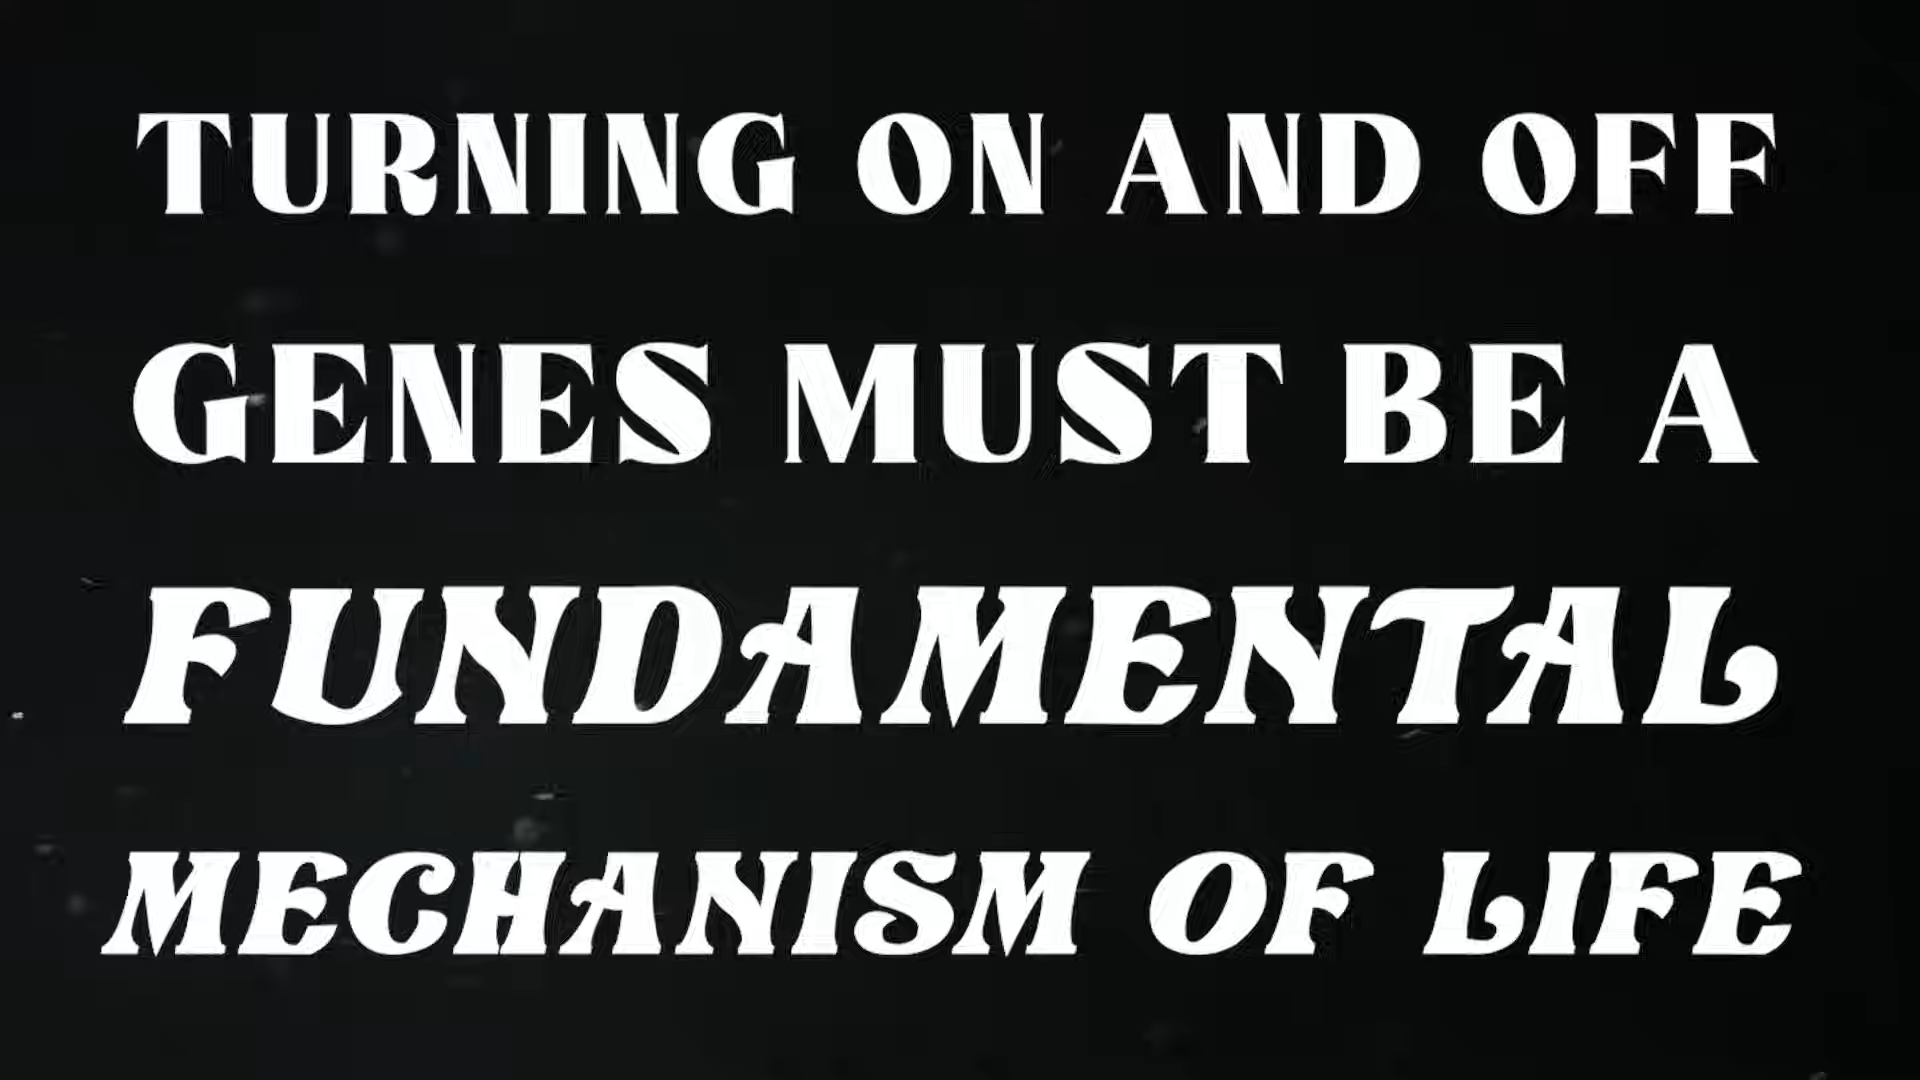 TURNING ON AND OFF
GENES MUST BE A
FUNDAMENTAL
MECHANISM OF LIFE